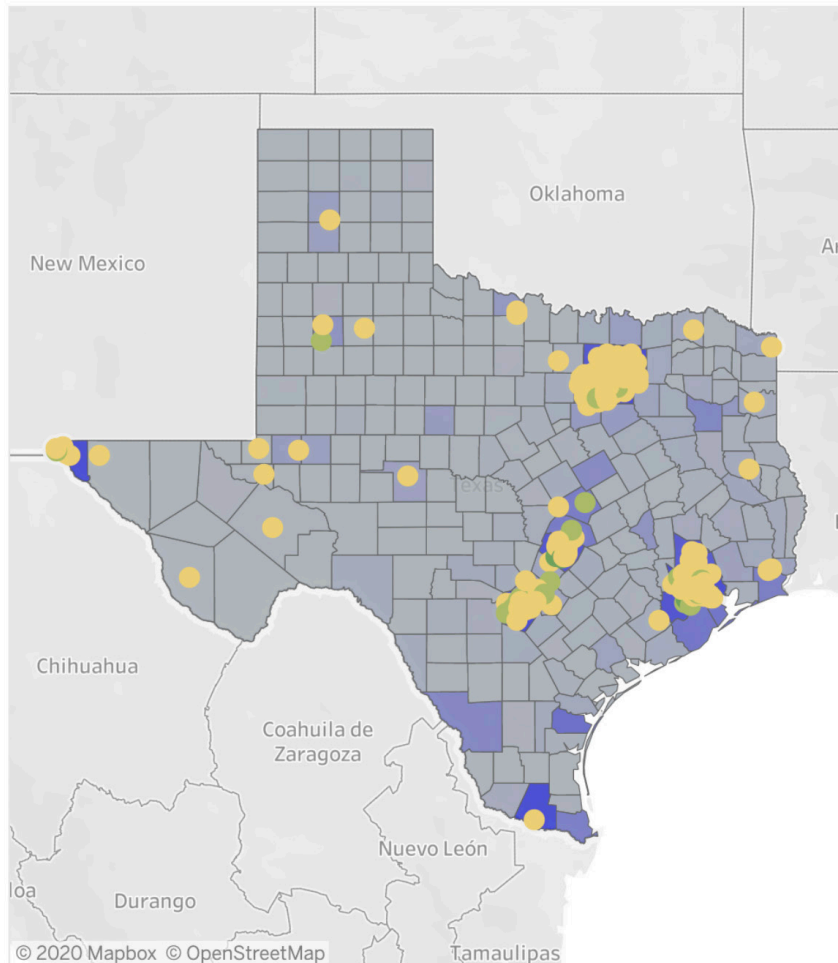 Oklahoma
New Mexico
Ar
Texas
Chihuahua
Coahuila de
Zaragoza
Nuevo León
loa
Durango
© 2020 Mapbox © OpenStreetMap
Tamaulipas